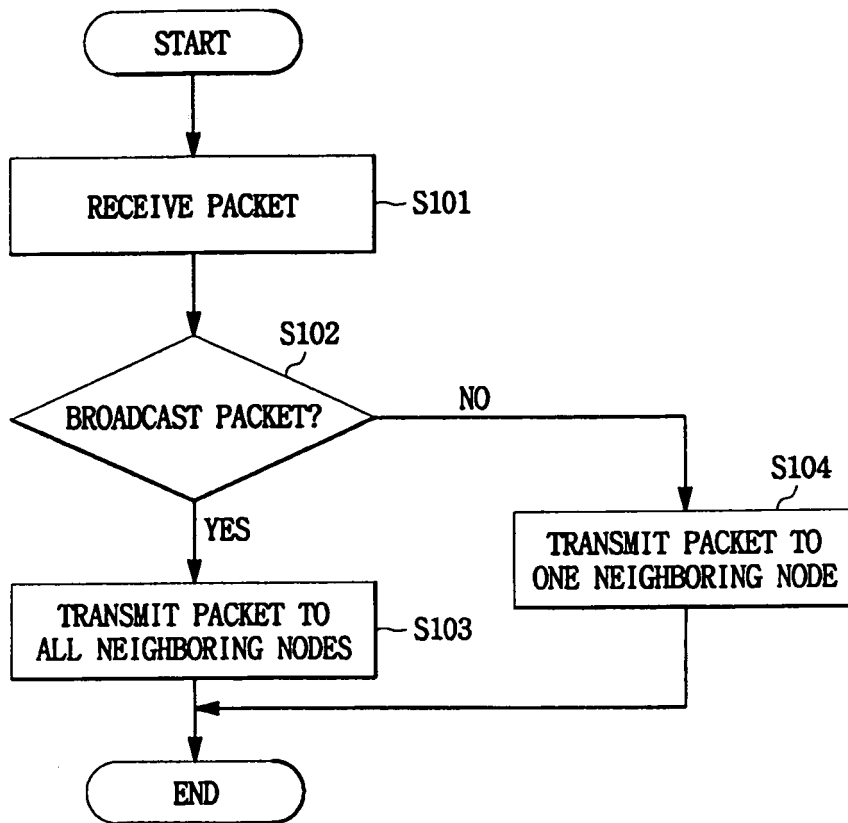 START
RECEIVE PACKET
S101
S102
BROADCAST PACKET?
NO
YES
S104
TRANSMIT PACKET TO
ONE NEIGHBORING NODE
TRANSMIT PACKET TO
ALL NEIGHBORING NODES
S103
END